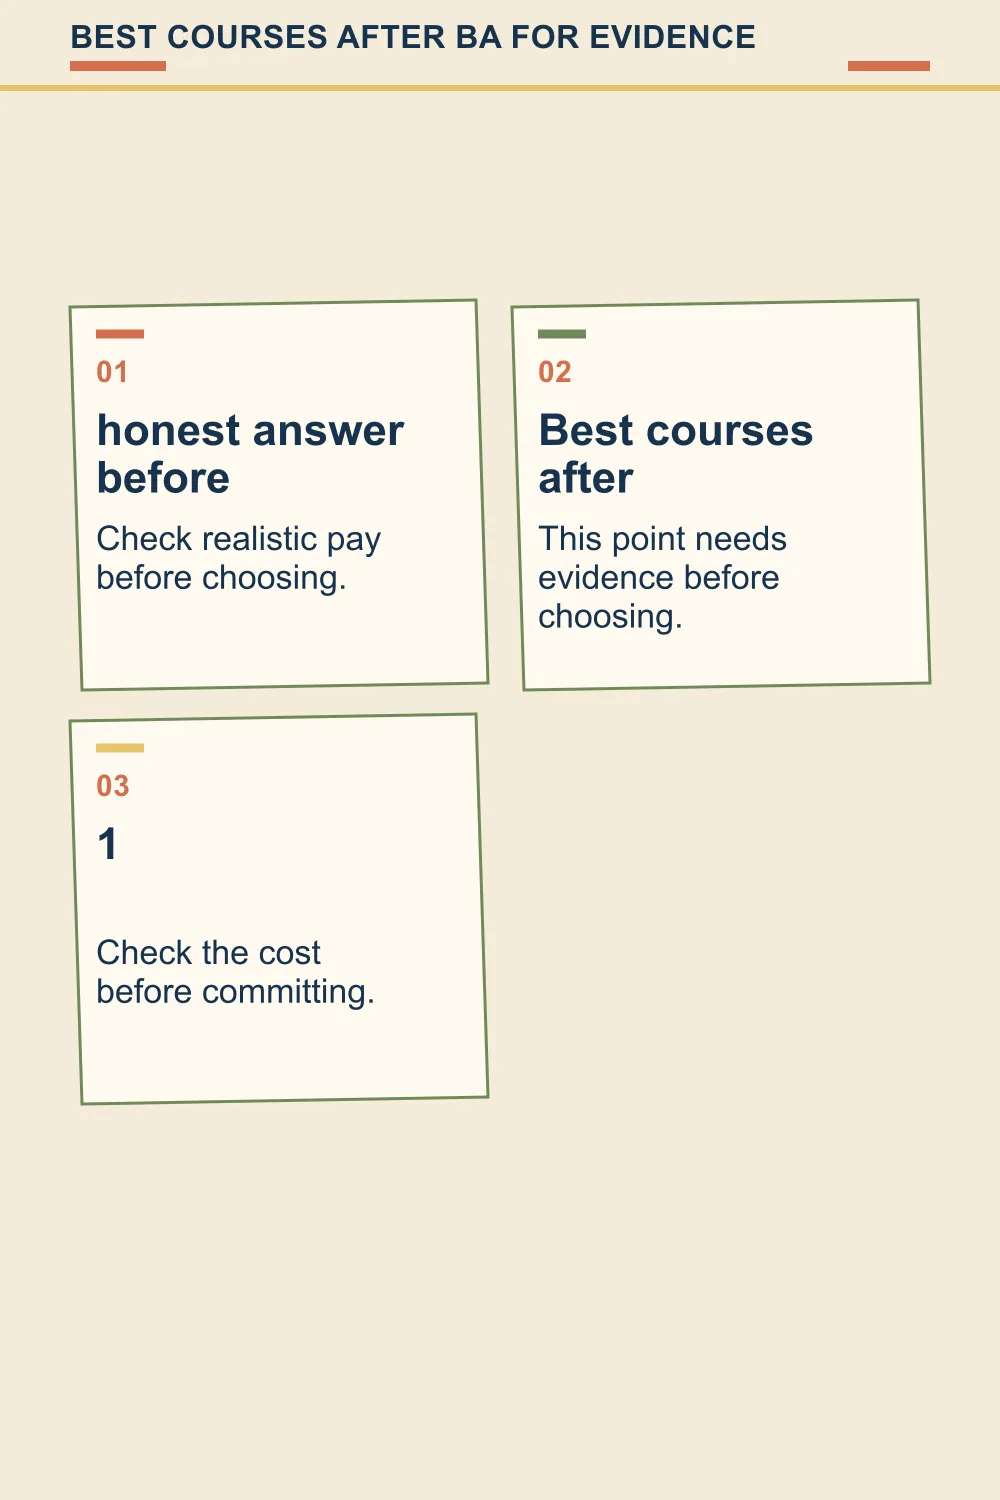 BEST COURSES AFTER BA FOR EVIDENCE
01
honest answer
before
Check realistic pay
before choosing.
02
Best courses
after
This point needs
evidence before
choosing.
03
1
Check the cost
before committing.